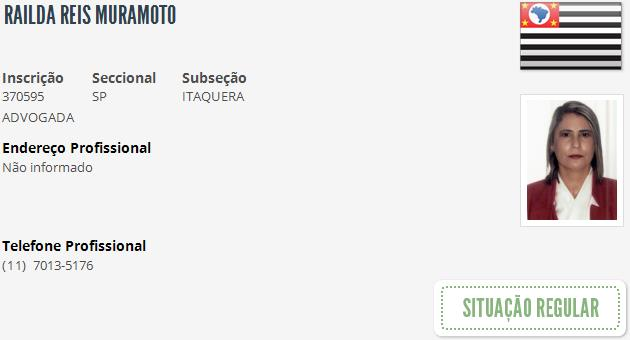 RAILDA REIS MURAMOTO
Inscrição Seccional Subseção
370595 SP ITAQUERA
ADVOGADA
Endereço Profissional
Não informado
Telefone Profissional
(11) 7013-5176
SITUAÇÃO REGULAR